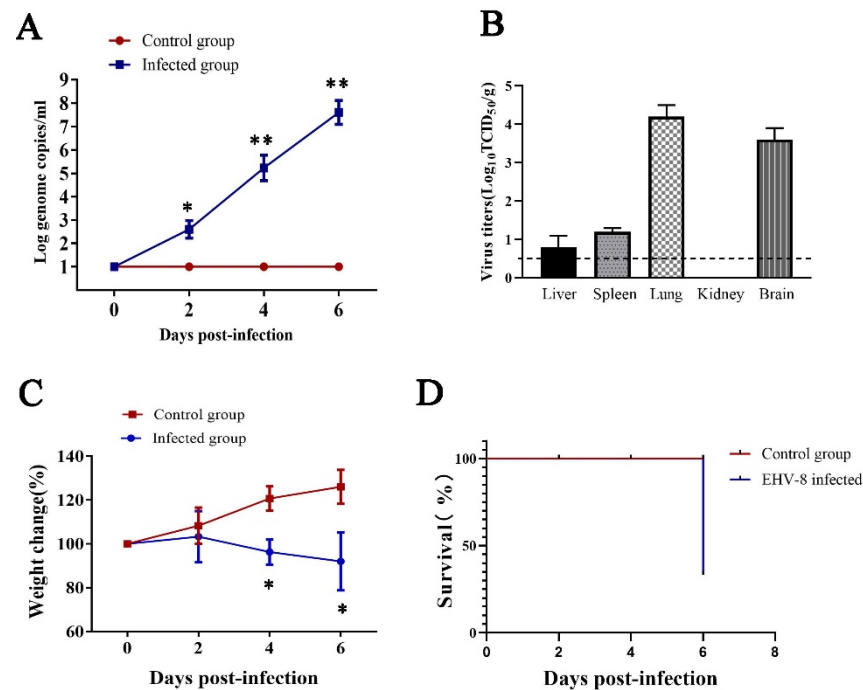 A
Control group
Infected group
Log genome copies/ml
9
8
7
6
5
4
3
2
1
*
**
**
0 2 4 6
Days post-infection
B
Virus titers(Log10TCID50/g)
5
4
3
2
1
0
Liver Spleen Lung Kidney Brain
C
Control group
Infected group
Weight change(%)
140
120
100
80
60
*
*
0 2 4 6
Days post-infection
D
Control group
EHV-8 infected
Survival( %)
100
50
0
0 2 4 6 8
Days post-infection